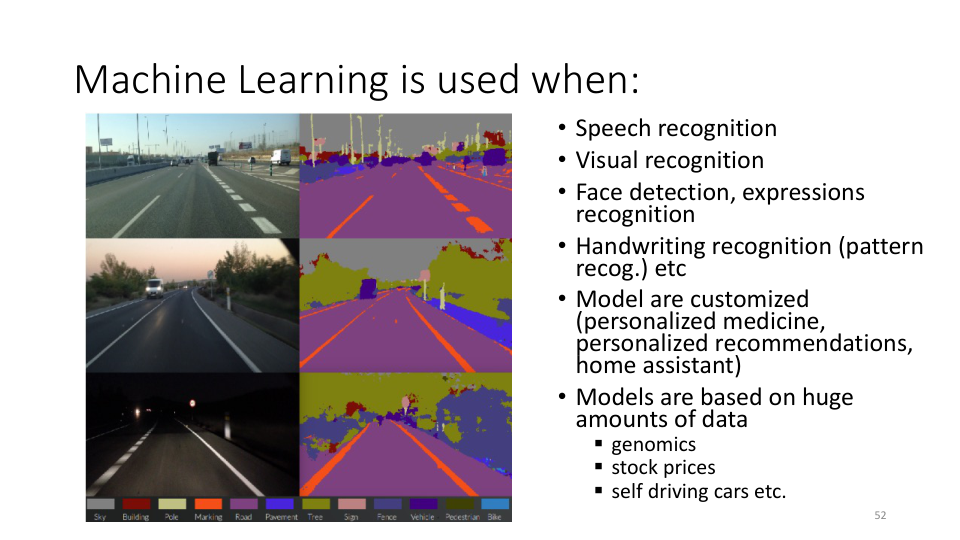 Machine Learning is used when:
• Speech recognition
• Visual recognition
• Face detection, expressions
recognition
• Handwriting recognition (pattern
recog.) etc
• Model are customized
(personalized medicine,
personalized recommendations,
home assistant)
• Models are based on huge
amounts of data
▪ genomics
▪ stock prices
▪ self driving cars etc.
Sky Building Pole Marking Road Pavement Tree Sign Fence Vehicle Pedestrian Bike
52